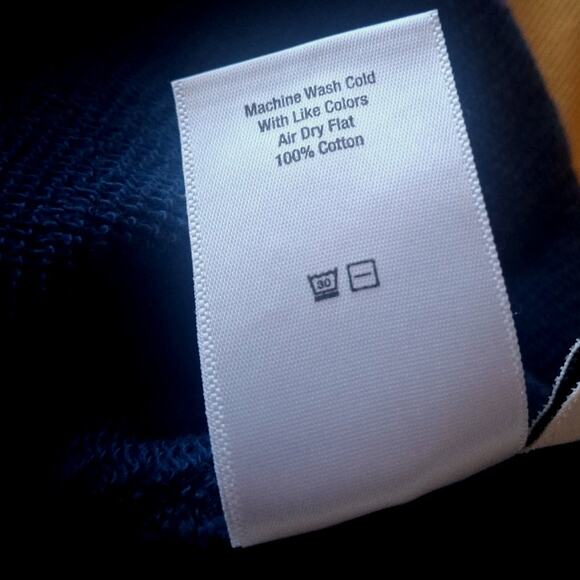 Machine Wash Cold
With Like Colors
Air Dry Flat
100% Cotton
30